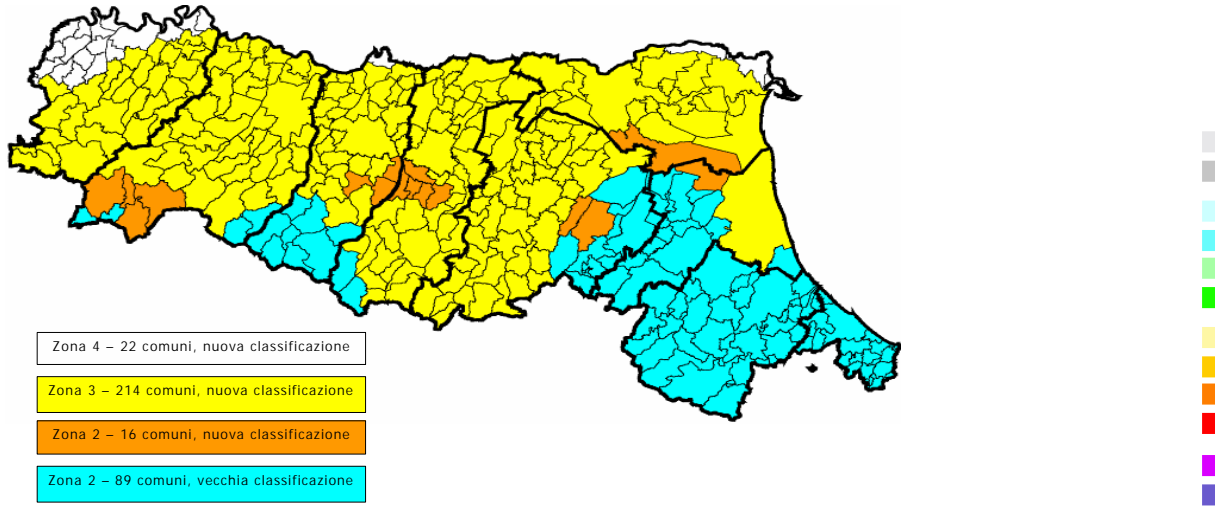 Zona 4 – 22 comuni, nuova classificazione
Zona 3 – 214 comuni, nuova classificazione
Zona 2 – 16 comuni, nuova classificazione
Zona 2 – 89 comuni, vecchia classificazione